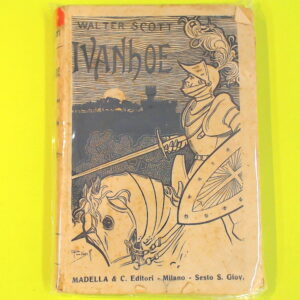 WALTER SCOTT
IVANhOE
MADELLA & C. Editori - Milano - Sesto S. Giov.